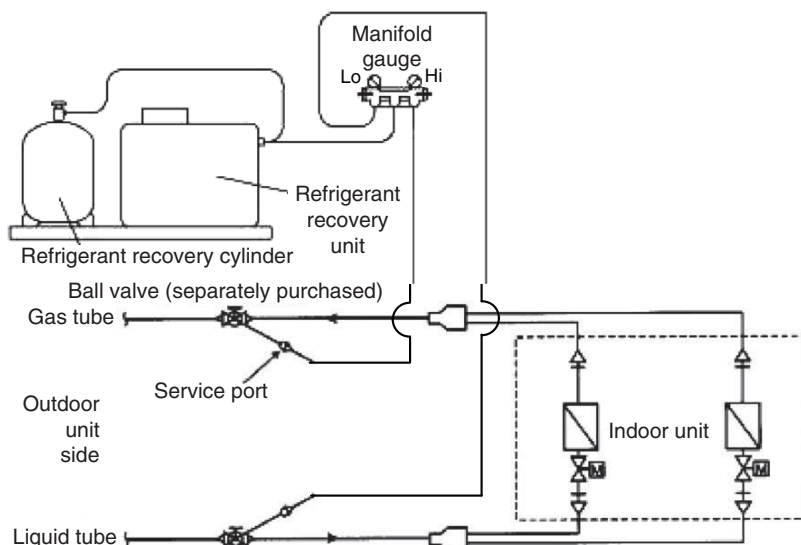 Manifold
gauge
Lo
Hi
Refrigerant
recovery
unit
Refrigerant recovery cylinder
Ball valve (separately purchased)
Gas tube
Service port
Outdoor
unit
side
Indoor unit
M
M
Liquid tube